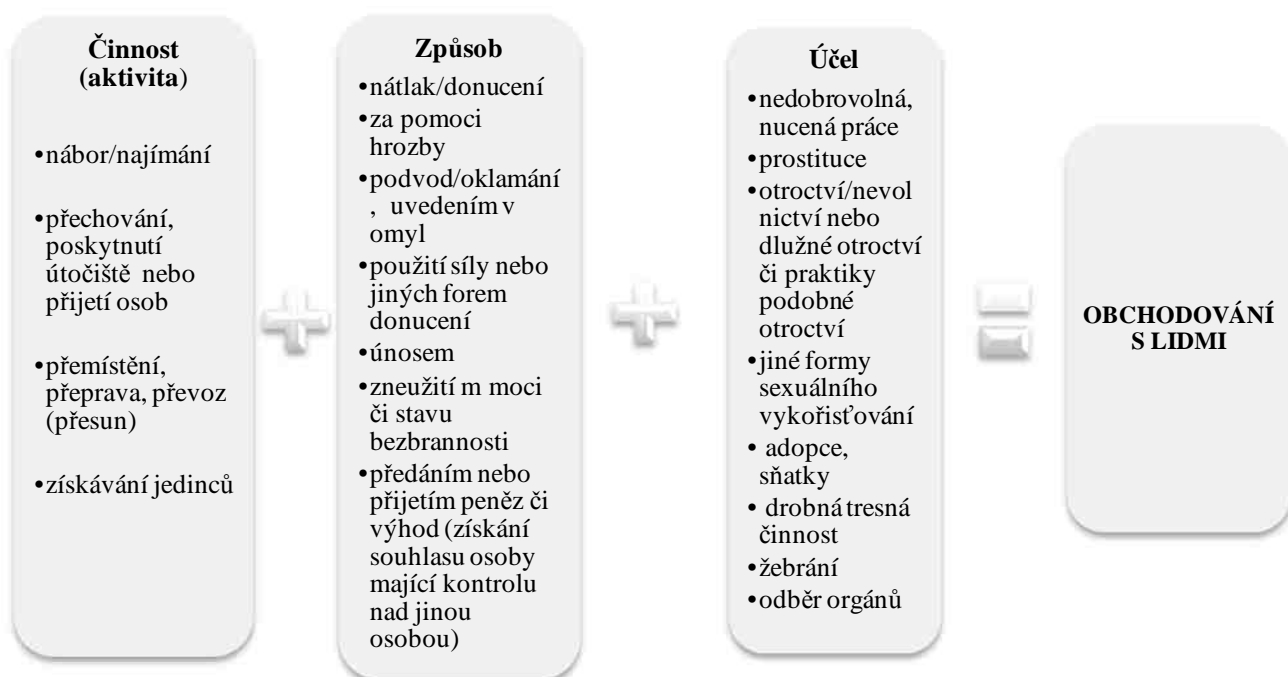 Činnost
(aktivita)
•nábor/najímání
•přechování,
poskytnutí
útočiště nebo
přijetí osob
•přemístění,
přeprava, převoz
(přesun)
•získávání jedinců
Způsob
•nátlak/donucení
•za pomoci
hrozby
•podvod/oklamání
, uvedením v
omyl
•použití síly nebo
jiných forem
donucení
•únosem
•zneužití m moci
či stavu
bezbrannosti
•předáním nebo
přijetím peněz či
výhod (získání
souhlasu osoby
mající kontrolu
nad jinou
osobou)
Účel
•nedobrovolná,
nucená práce
•prostituce
•otroctví/nevol
nictví nebo
dlužné otroctví
či praktiky
podobné
otroctví
•jiné formy
sexuálního
vykořisťování
• adopce,
sňatky
• drobná tresná
činnost
•žebrání
•odběr orgánů
OBCHODOVÁNÍ
S LIDMI